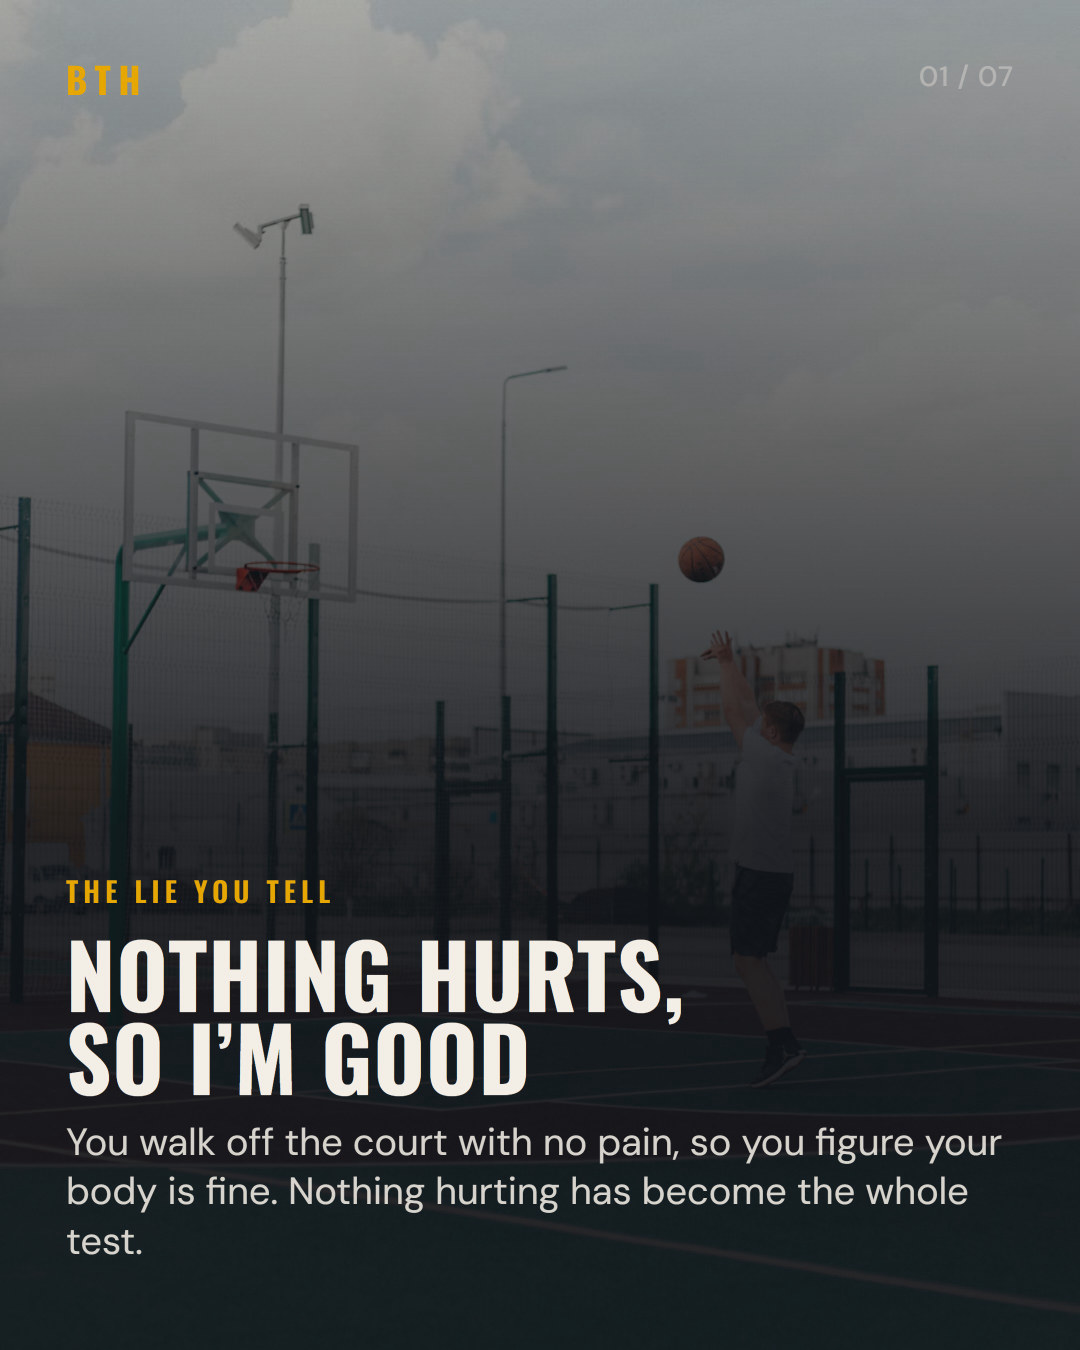 BTH
01 / 07
THE LIE YOU TELL
NOTHING HURTS,
SO I’M GOOD
You walk off the court with no pain, so you figure your
body is fine. Nothing hurting has become the whole
test.